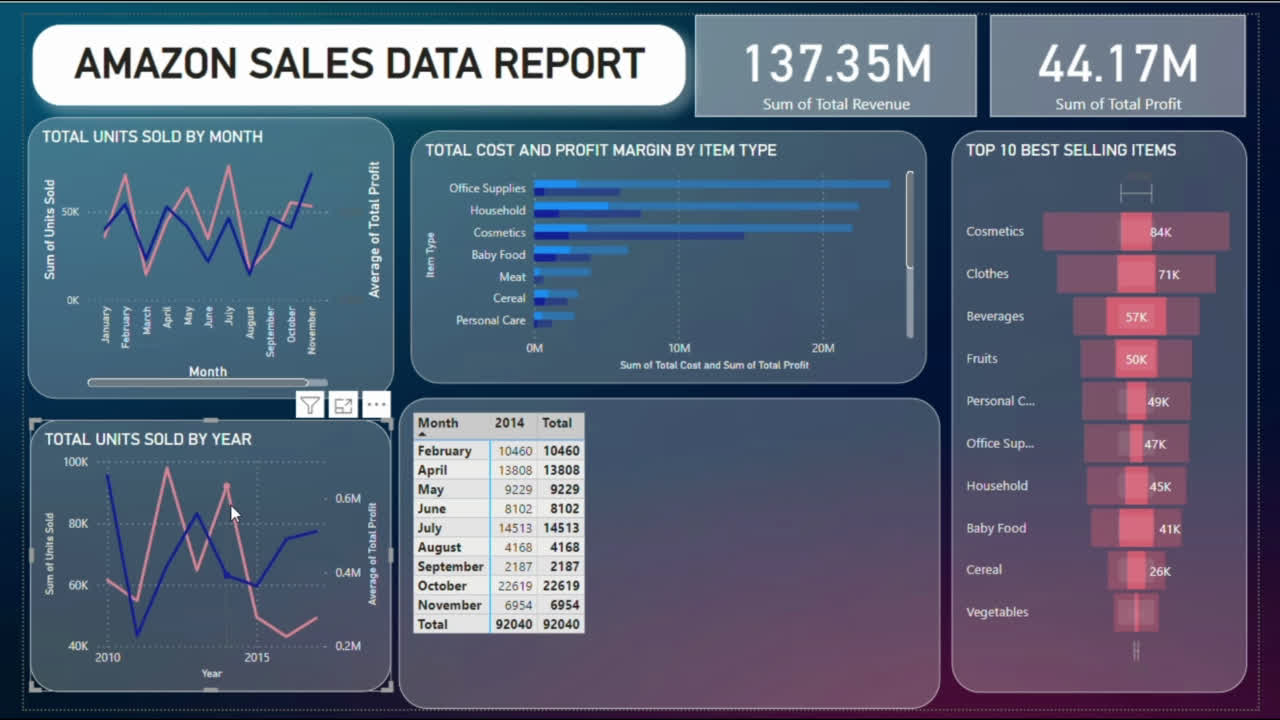 AMAZON SALES DATA REPORT
137.35M
Sum of Total Revenue
44.17M
Sum of Total Profit
TOTAL UNITS SOLD BY MONTH
Sum of Units Sold
50K
0K
Average of Total Profit
January
February
March
April
May
June
July
August
September
October
November
Month
TOTAL COST AND PROFIT MARGIN BY ITEM TYPE
Item Type
Office Supplies
Household
Cosmetics
Baby Food
Meat
Cereal
Personal Care
0M 10M 20M
Sum of Total Cost and Sum of Total Profit
TOP 10 BEST SELLING ITEMS
Cosmetics 84K
Clothes 71K
Beverages 57K
Fruits 50K
Personal C... 49K
Office Sup... 47K
Household 45K
Baby Food 41K
Cereal 26K
Vegetables
TOTAL UNITS SOLD BY YEAR
Sum of Units Sold
100K
80K
60K
40K
0.6M
0.4M
0.2M
Average of Total Profit
2010 2015
Year
Month 2014 Total
February 10460 10460
April 13808 13808
May 9229 9229
June 8102 8102
July 14513 14513
August 4168 4168
September 2187 2187
October 22619 22619
November 6954 6954
Total 92040 92040